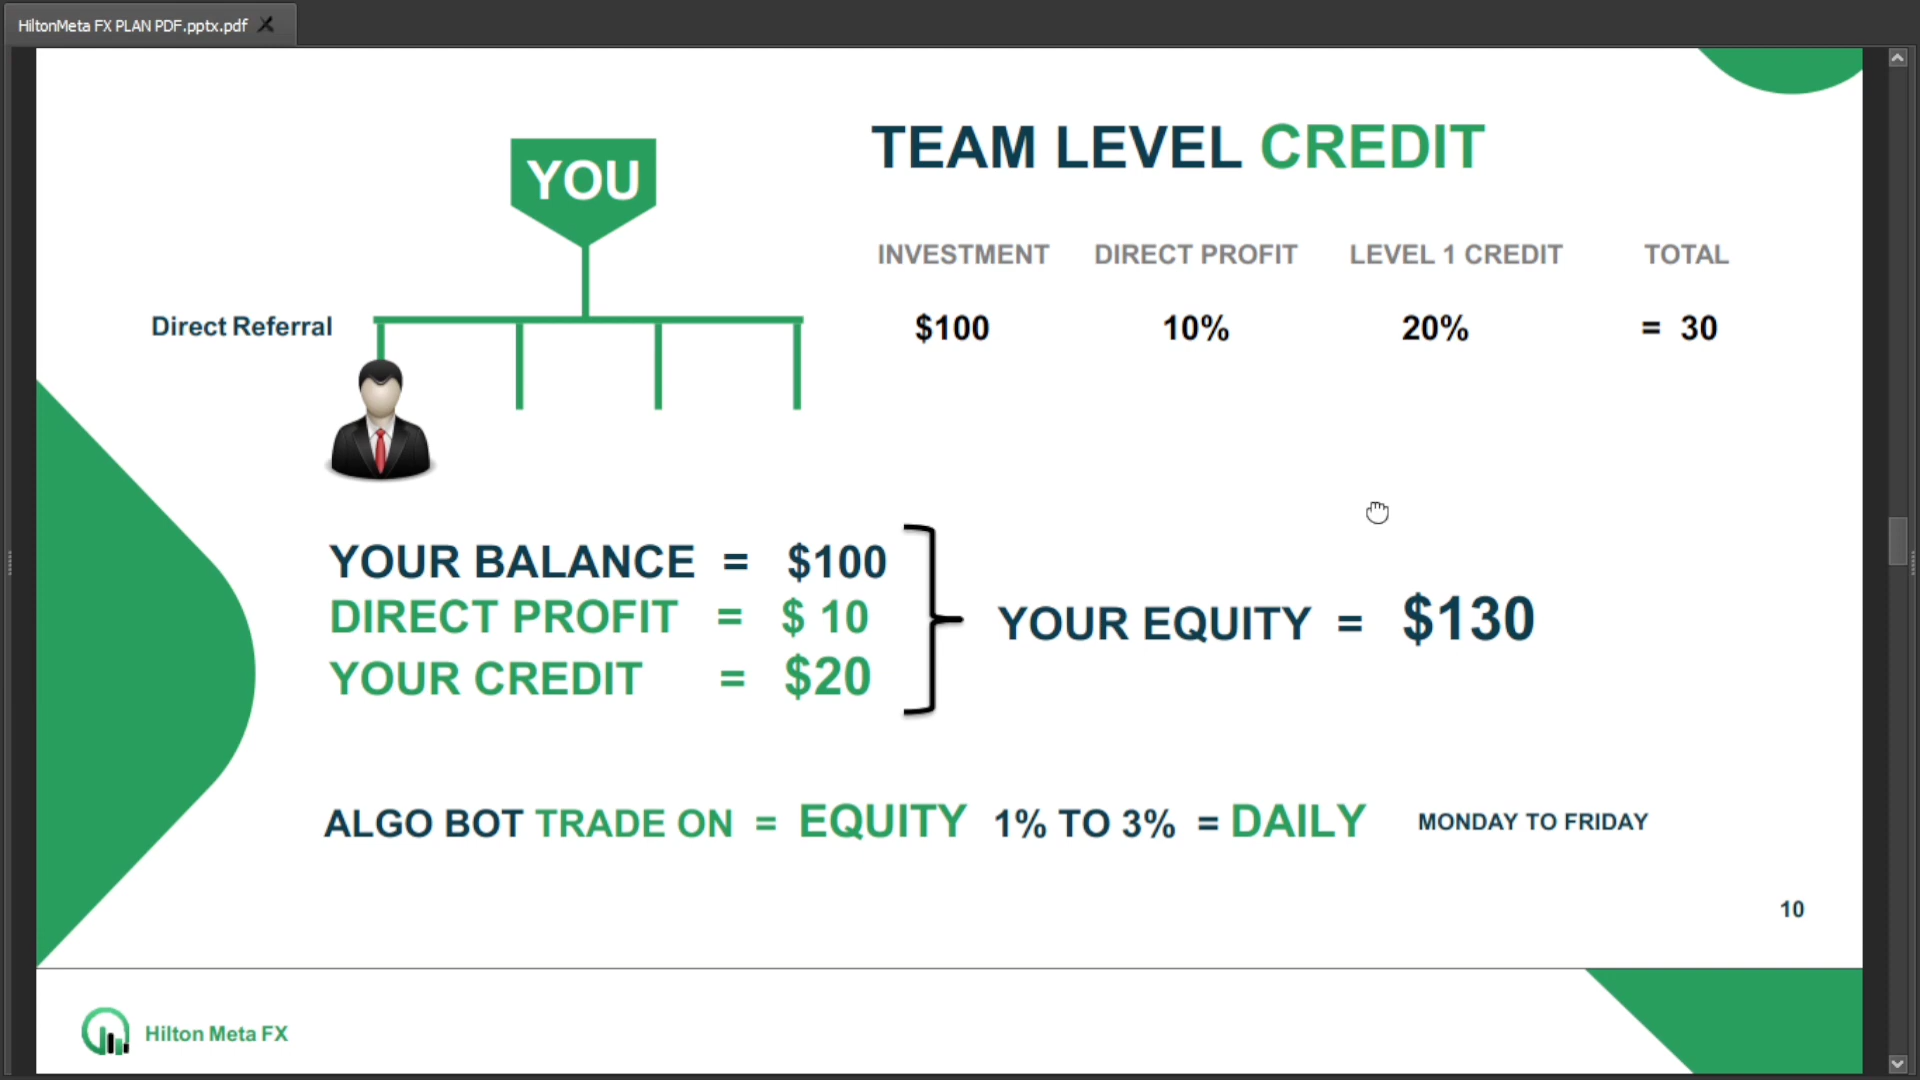 HiltonMeta FX PLAN PDF.pptx.pdf
YOU
TEAM LEVEL CREDIT
INVESTMENT DIRECT PROFIT LEVEL 1 CREDIT TOTAL
$100 10% 20% = 30
Direct Referral
YOUR BALANCE = $100
DIRECT PROFIT = $ 10
YOUR CREDIT = $20
YOUR EQUITY = $130
ALGO BOT TRADE ON = EQUITY 1% TO 3% = DAILY MONDAY TO FRIDAY
10
Hilton Meta FX